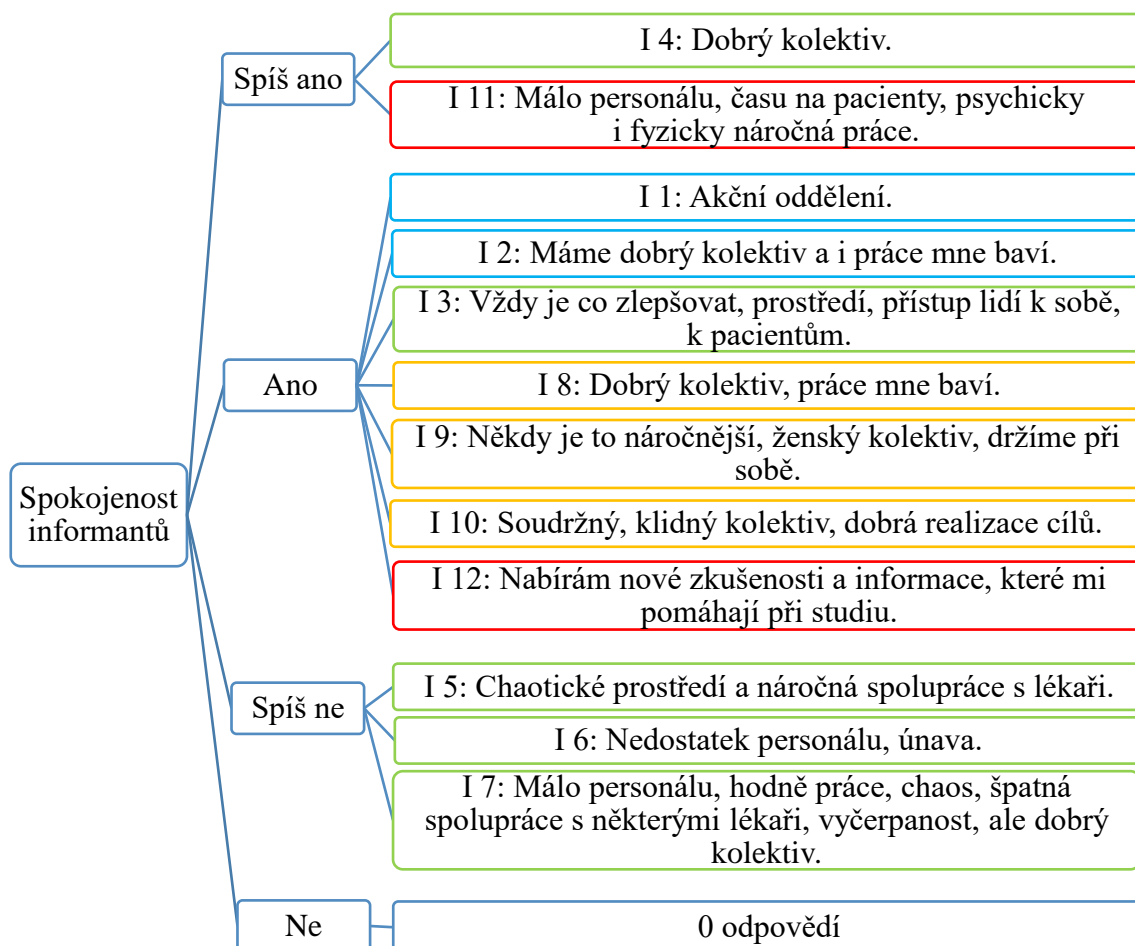 Spokojenost
informantů
Spíš ano
I 4: Dobrý kolektiv.
I 11: Málo personálu, času na pacienty, psychicky
i fyzicky náročná práce.
Ano
I 1: Akční oddělení.
I 2: Máme dobrý kolektiv a i práce mne baví.
I 3: Vždy je co zlepšovat, prostředí, přístup lidí k sobě,
k pacientům.
I 8: Dobrý kolektiv, práce mne baví.
I 9: Někdy je to náročnější, ženský kolektiv, držíme při
sobě.
I 10: Soudržný, klidný kolektiv, dobrá realizace cílů.
I 12: Nabírám nové zkušenosti a informace, které mi
pomáhají při studiu.
Spíš ne
I 5: Chaotické prostředí a náročná spolupráce s lékaři.
I 6: Nedostatek personálu, únava.
I 7: Málo personálu, hodně práce, chaos, špatná
spolupráce s některými lékaři, vyčerpanost, ale dobrý
kolektiv.
Ne
0 odpovědí